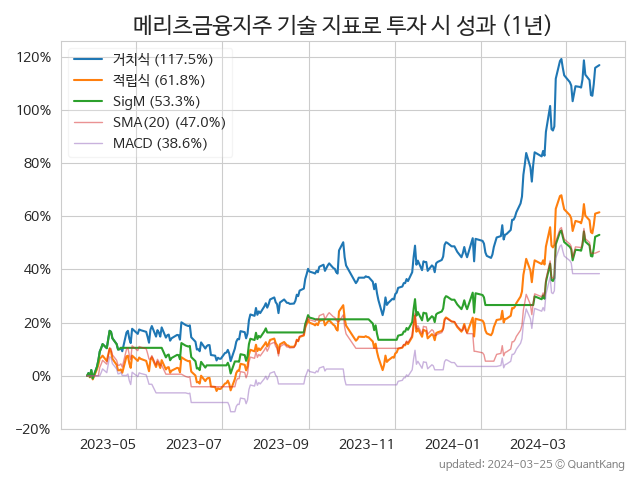 메리츠금융지주 기술 지표로 투자 시 성과 (1년)
거치식 (117.5%)
적립식 (61.8%)
SigM (53.3%)
SMA(20) (47.0%)
MACD (38.6%)
120%
100%
80%
60%
40%
20%
0%
−20%
2023-05 2023-07 2023-09 2023-11 2024-01 2024-03
updated: 2024-03-25 © QuantKang